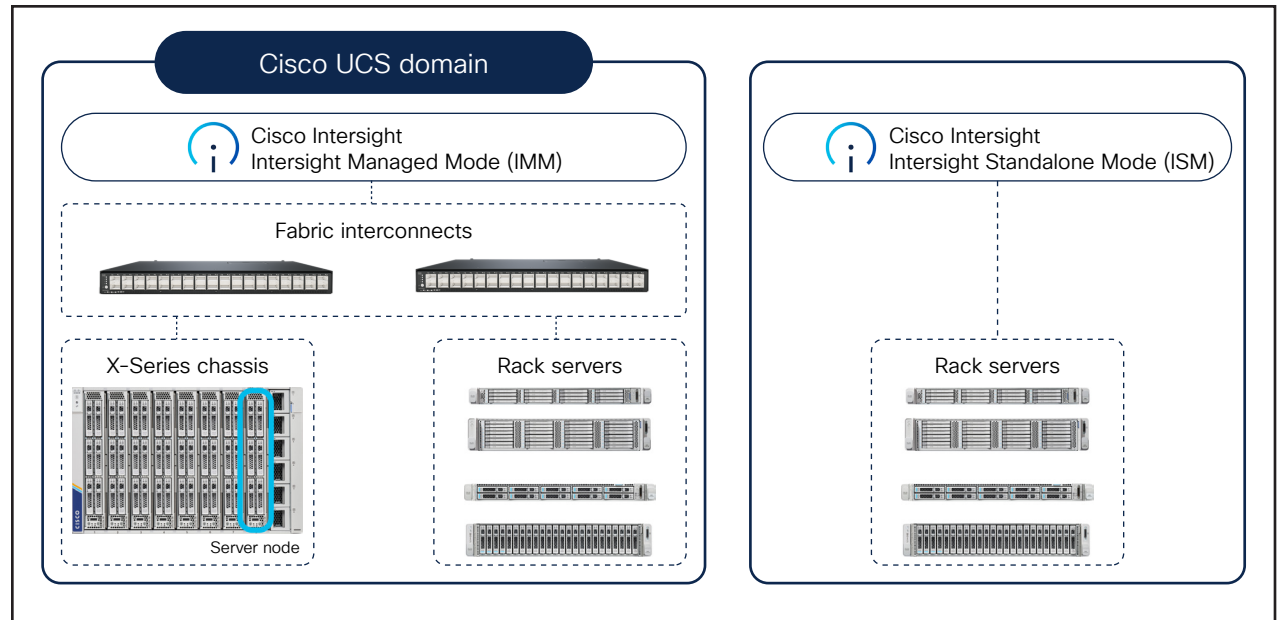 Cisco UCS domain
Cisco Intersight
Intersight Managed Mode (IMM)
Fabric interconnects
X-Series chassis
CISCO
Server node
Rack servers
Cisco Intersight
Intersight Standalone Mode (ISM)
Rack servers